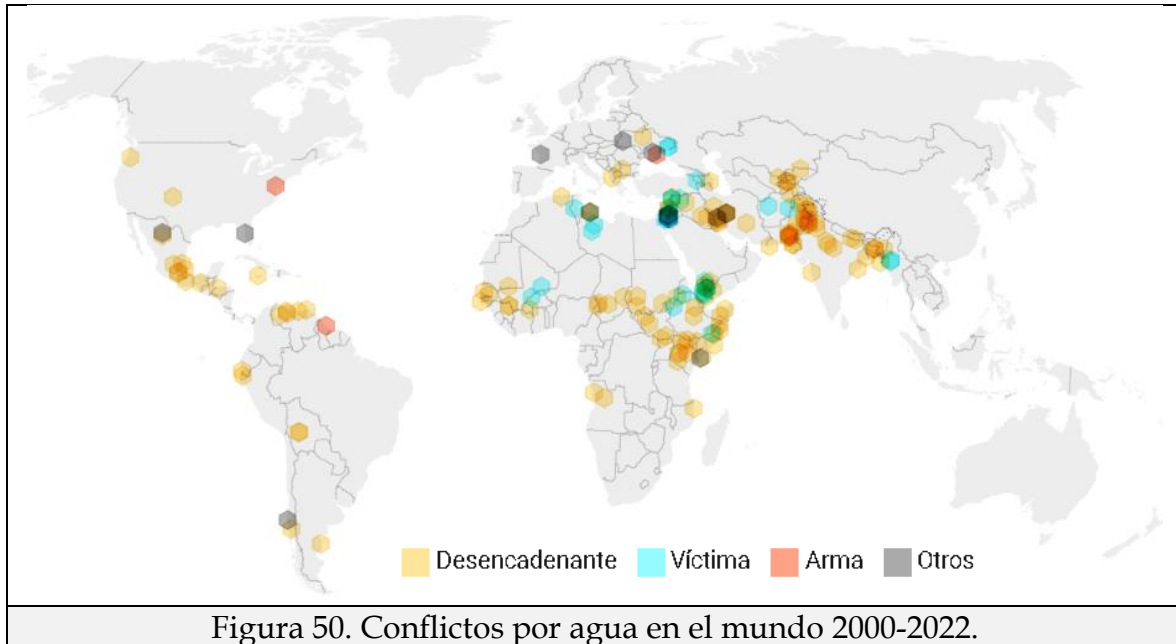 Desencadenante Víctima Arma Otros
Figura 50. Conflictos por agua en el mundo 2000-2022.